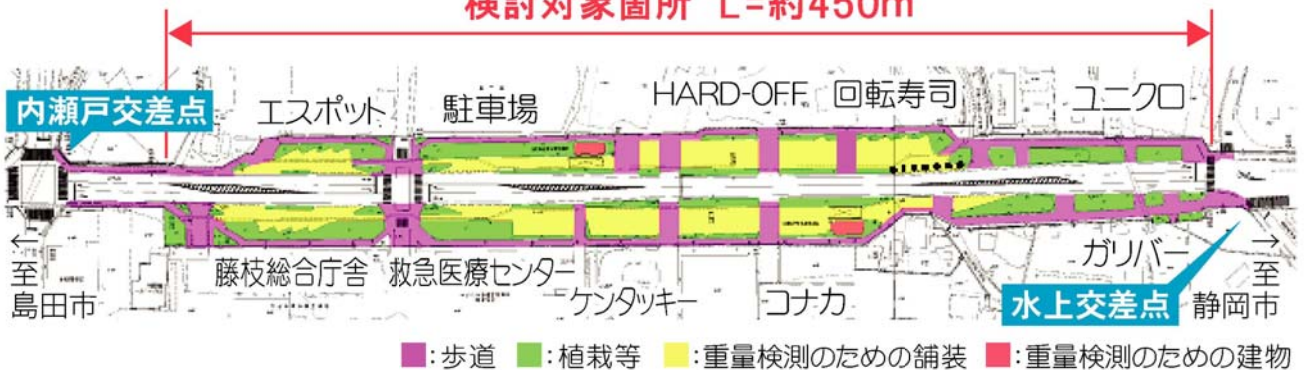 検討対象箇所 L=約450m
内瀬戸交差点
エスポット
駐車場
HARD-OFF
回転寿司
ユニクロ
←
至
島田市
藤枝総合庁舎
救急医療センター
ケンタッキー
コナカ
ガリバー
水上交差点
→
至
静岡市
:歩道 :植栽等 :重量検測のための舗装 :重量検測のための建物